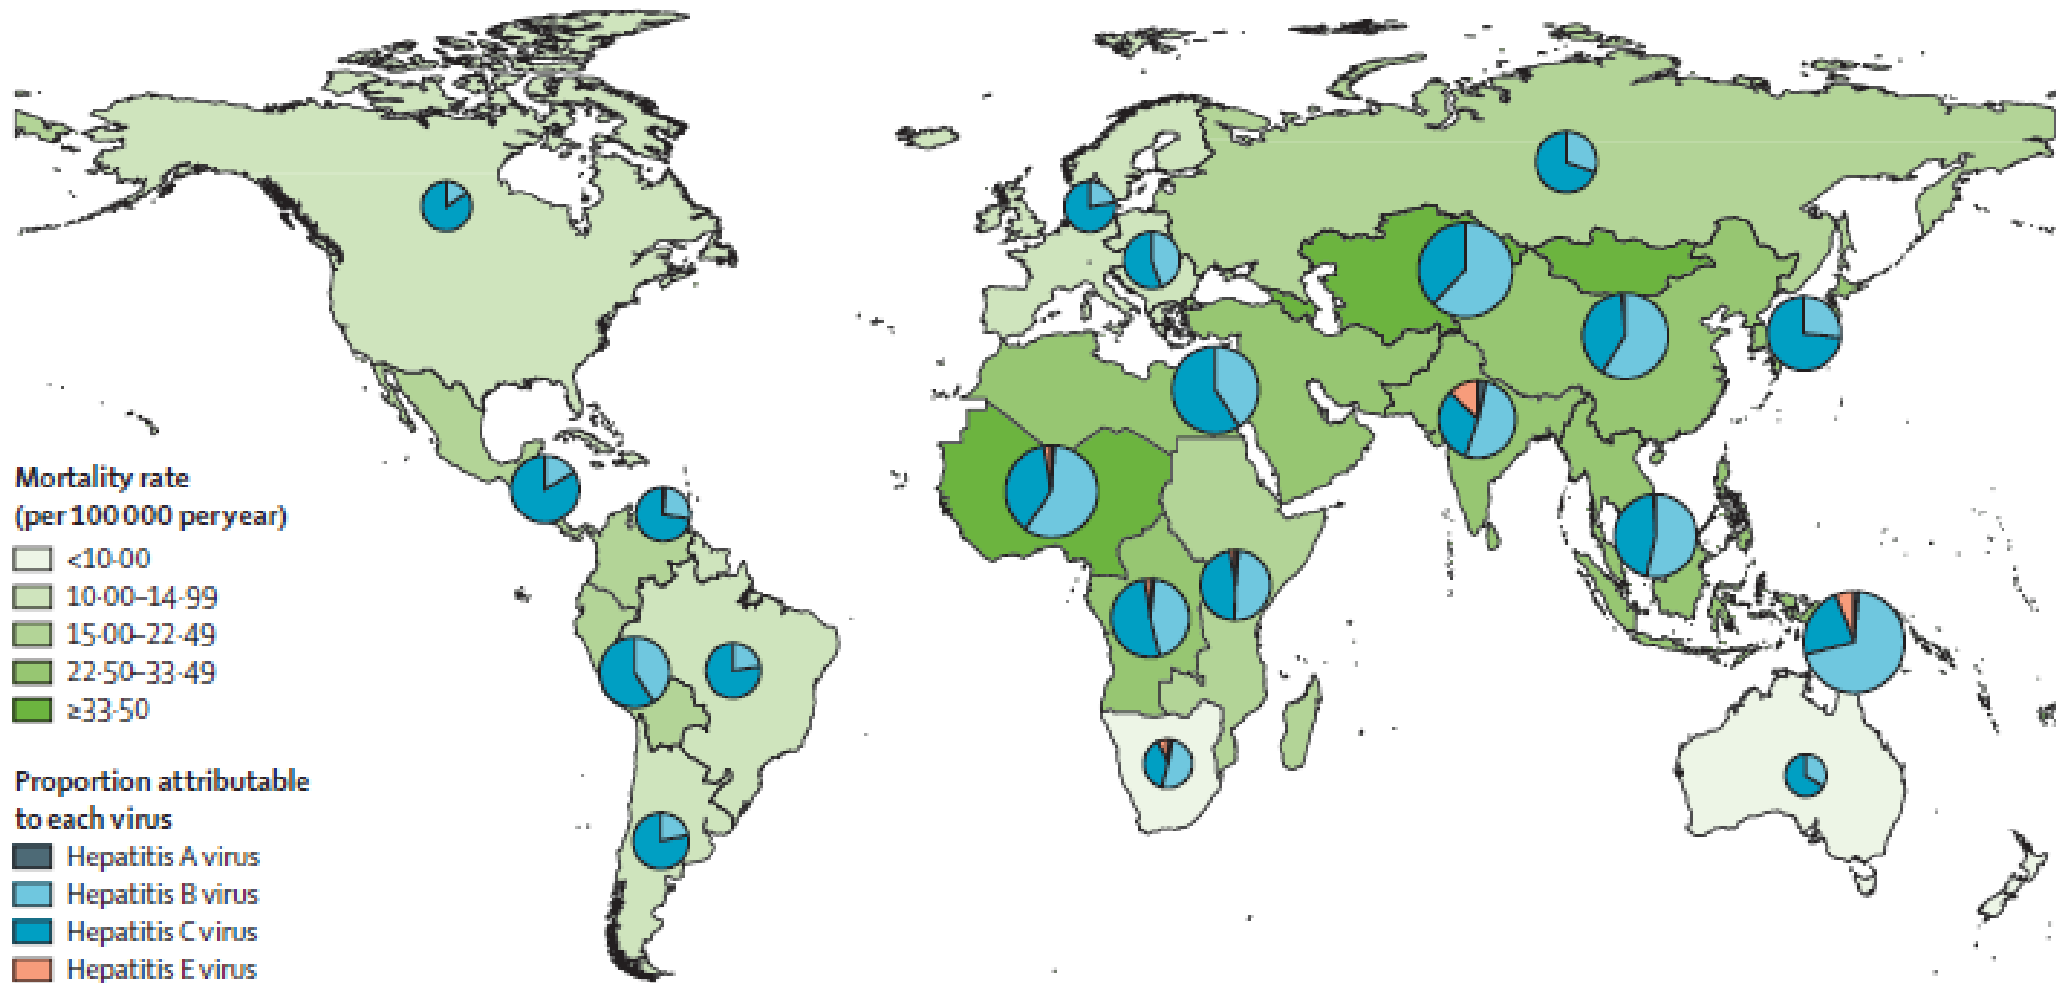 Mortality rate
(per 100 000 per year)
<10·00
10·00–14·99
15·00–22·49
22·50–33·49
≥33·50
Proportion attributable
to each virus
Hepatitis A virus
Hepatitis B virus
Hepatitis C virus
Hepatitis E virus